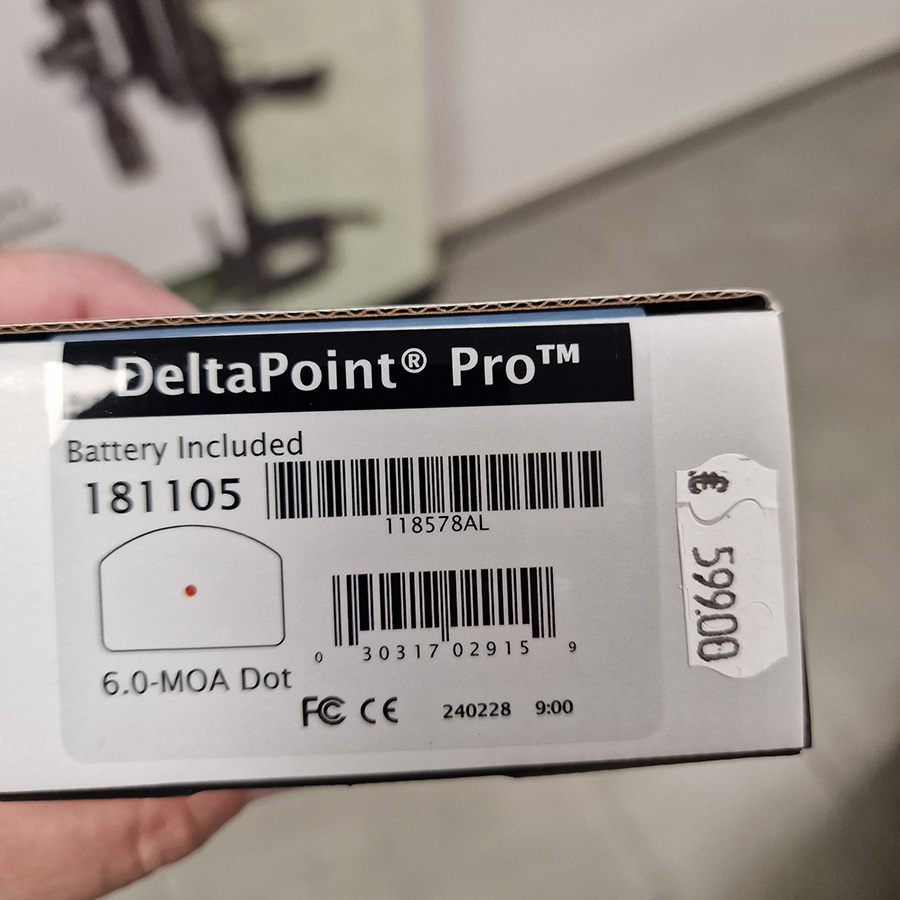 DeltaPoint® Pro™
Battery Included
181105
118578AL
0 30317 02915 9
6.0-MOA Dot
FC CE 240228 9:00
€ 599.00